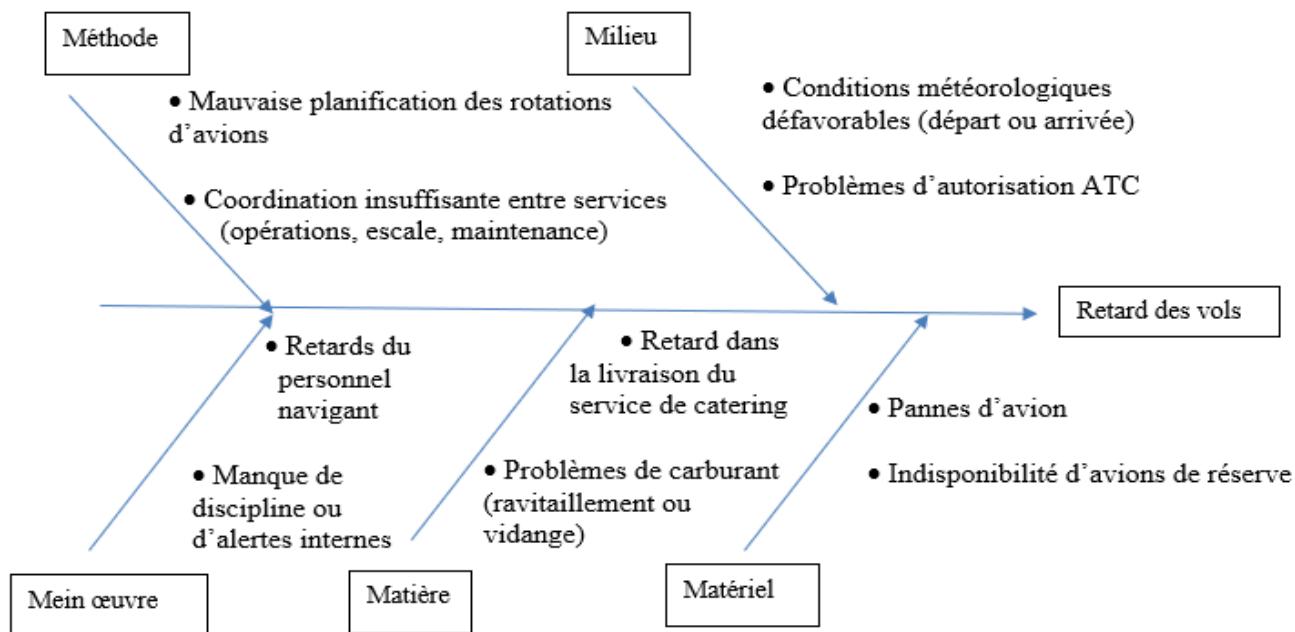 Méthode
Milieu
• Mauvaise planification des rotations
d’avions
• Coordination insuffisante entre services
(opérations, escale, maintenance)
• Conditions météorologiques
défavorables (départ ou arrivée)
• Problèmes d’autorisation ATC
Retard des vols
• Retards du
personnel
navigant
• Manque de
discipline ou
d’alertes internes
• Retard dans
la livraison du
service de catering
• Problèmes de carburant
(ravitaillement ou
vidange)
• Pannes d’avion
• Indisponibilité d’avions de réserve
Mein œuvre
Matière
Matériel